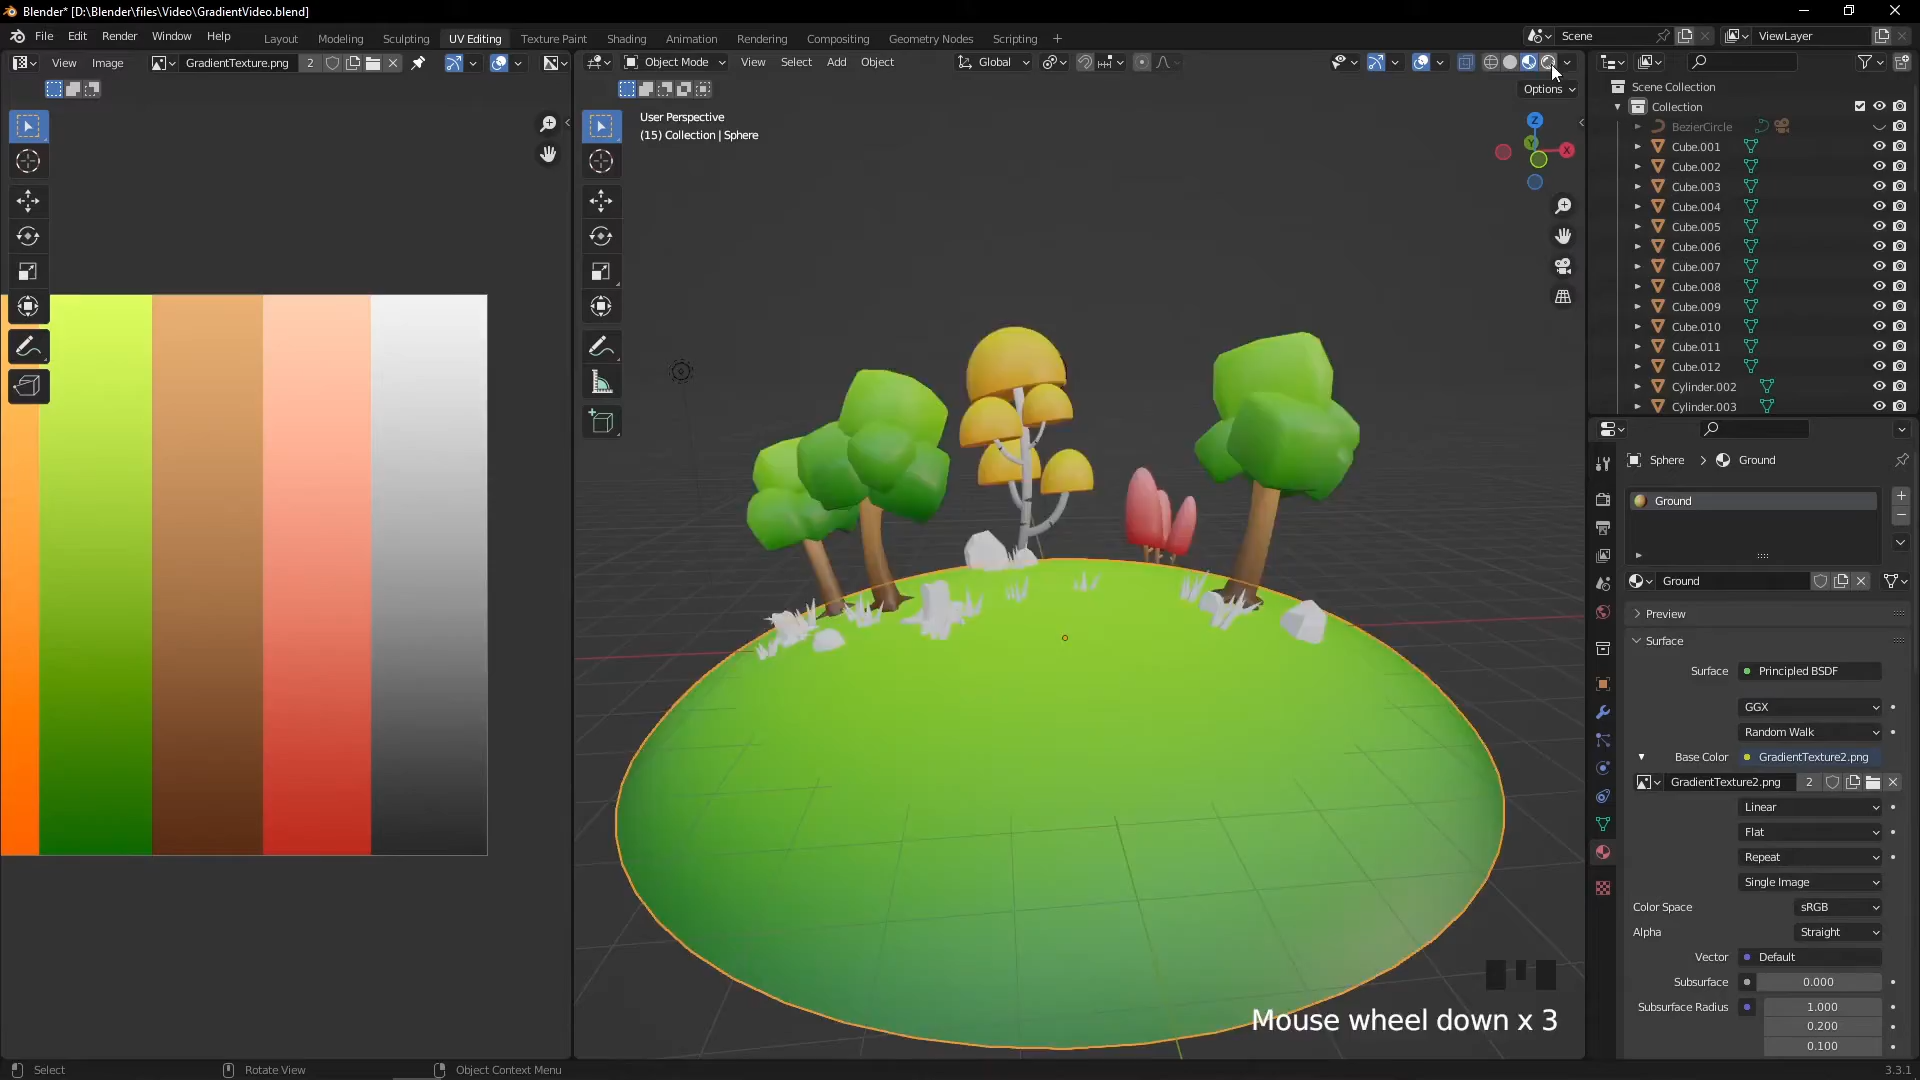 Blender* [D:\Blender\files\Video\GradientVideo.blend]
File Edit Render Window Help
Layout Modeling Sculpting UV Editing Texture Paint Shading Animation Rendering Compositing Geometry Nodes Scripting +
Scene
ViewLayer
View Image GradientTexture.png 2
Object Mode View Select Add Object Global
Options
User Perspective
(15) Collection | Sphere
Z
Y
X
Scene Collection
Collection
BezierCircle
Cube.001
Cube.002
Cube.003
Cube.004
Cube.005
Cube.006
Cube.007
Cube.008
Cube.009
Cube.010
Cube.011
Cube.012
Cylinder.002
Cylinder.003
Sphere > Ground
Ground
Ground
Preview
Surface
Surface Principled BSDF
GGX
Random Walk
Base Color GradientTexture2.png
GradientTexture2.png 2
Linear
Flat
Repeat
Single Image
Color Space sRGB
Alpha Straight
Vector Default
Subsurface 0.000
Subsurface Radius 1.000
0.200
0.100
Mouse wheel down x 3
Select Rotate View Object Context Menu
3.3.1